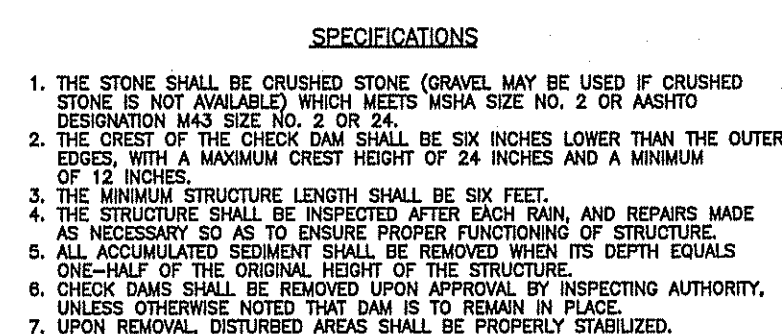 SPECIFICATIONS
1. THE STONE SHALL BE CRUSHED STONE (GRAVEL MAY BE USED IF CRUSHED
STONE IS NOT AVAILABLE) WHICH MEETS MSHA SIZE NO. 2 OR AASHTO
DESIGNATION M43 SIZE NO. 2 OR 24.
2. THE CREST OF THE CHECK DAM SHALL BE SIX INCHES LOWER THAN THE OUTER
EDGES, WITH A MAXIMUM CREST HEIGHT OF 24 INCHES AND A MINIMUM
OF 12 INCHES.
3. THE MINIMUM STRUCTURE LENGTH SHALL BE SIX FEET.
4. THE STRUCTURE SHALL BE INSPECTED AFTER EACH RAIN, AND REPAIRS MADE
AS NECESSARY SO AS TO ENSURE PROPER FUNCTIONING OF STRUCTURE.
5. ALL ACCUMULATED SEDIMENT SHALL BE REMOVED WHEN ITS DEPTH EQUALS
ONE-HALF OF THE ORIGINAL HEIGHT OF THE STRUCTURE.
6. CHECK DAMS SHALL BE REMOVED UPON APPROVAL BY INSPECTING AUTHORITY,
UNLESS OTHERWISE NOTED THAT DAM IS TO REMAIN IN PLACE.
7. UPON REMOVAL, DISTURBED AREAS SHALL BE PROPERLY STABILIZED.